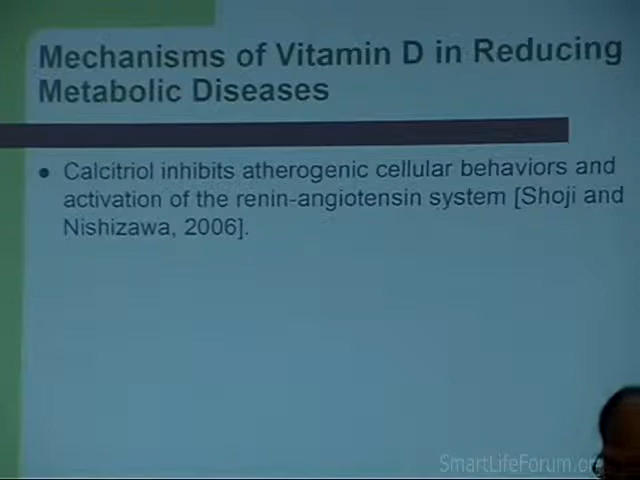 Mechanisms of Vitamin D in Reducing
Metabolic Diseases
• Calcitriol inhibits atherogenic cellular behaviors and
activation of the renin-angiotensin system [Shoji and
Nishizawa, 2006].
SmartLifeForum.org